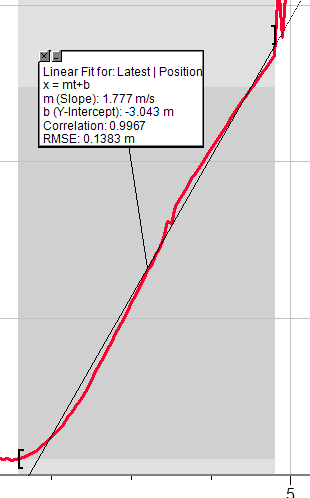 Linear Fit for: Latest | Position
x = mt+b
m (Slope): 1.777 m/s
b (Y-Intercept): -3.043 m
Correlation: 0.9967
RMSE: 0.1383 m
5